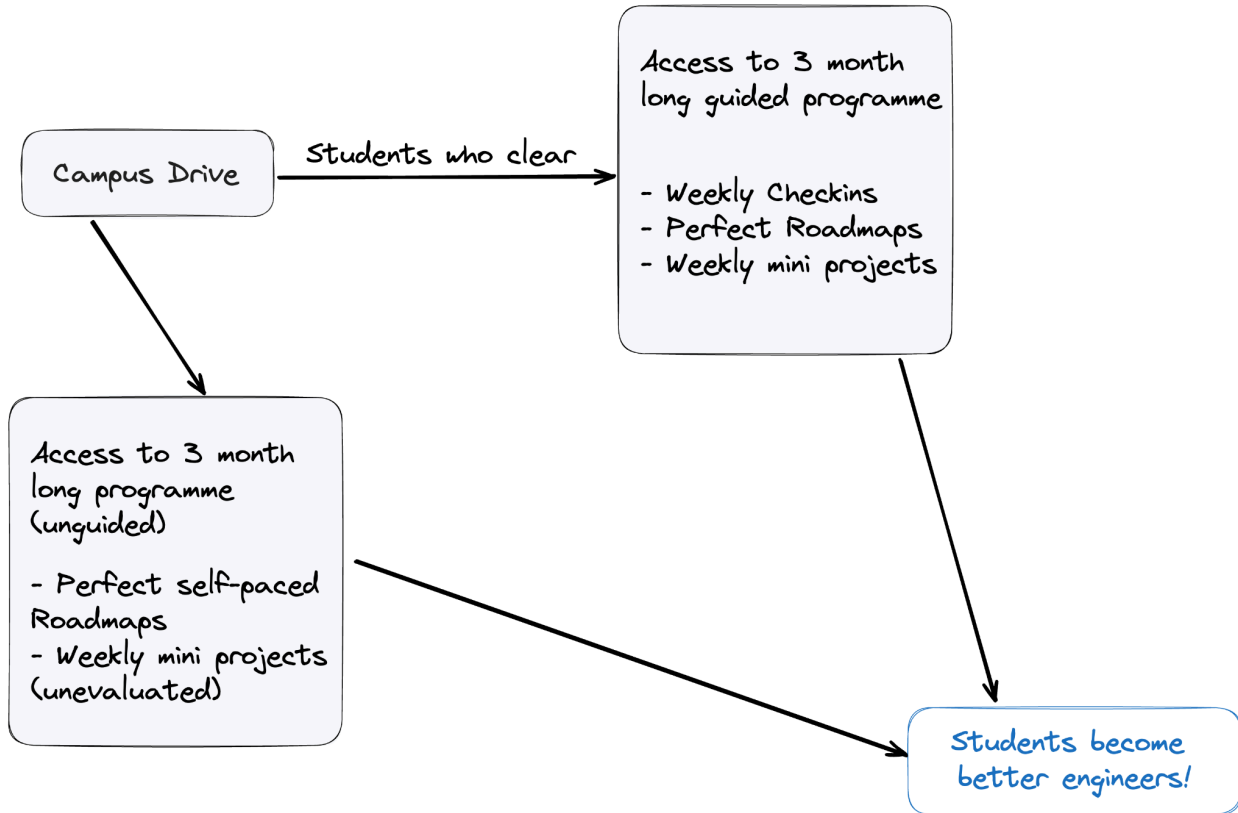 Access to 3 month
long guided programme
Campus Drive
Students who clear
- Weekly Checkins
- Perfect Roadmaps
- Weekly mini projects
Access to 3 month
long programme
(unguided)
- Perfect self-paced
Roadmaps
- Weekly mini projects
(unevaluated)
Students become
better engineers!